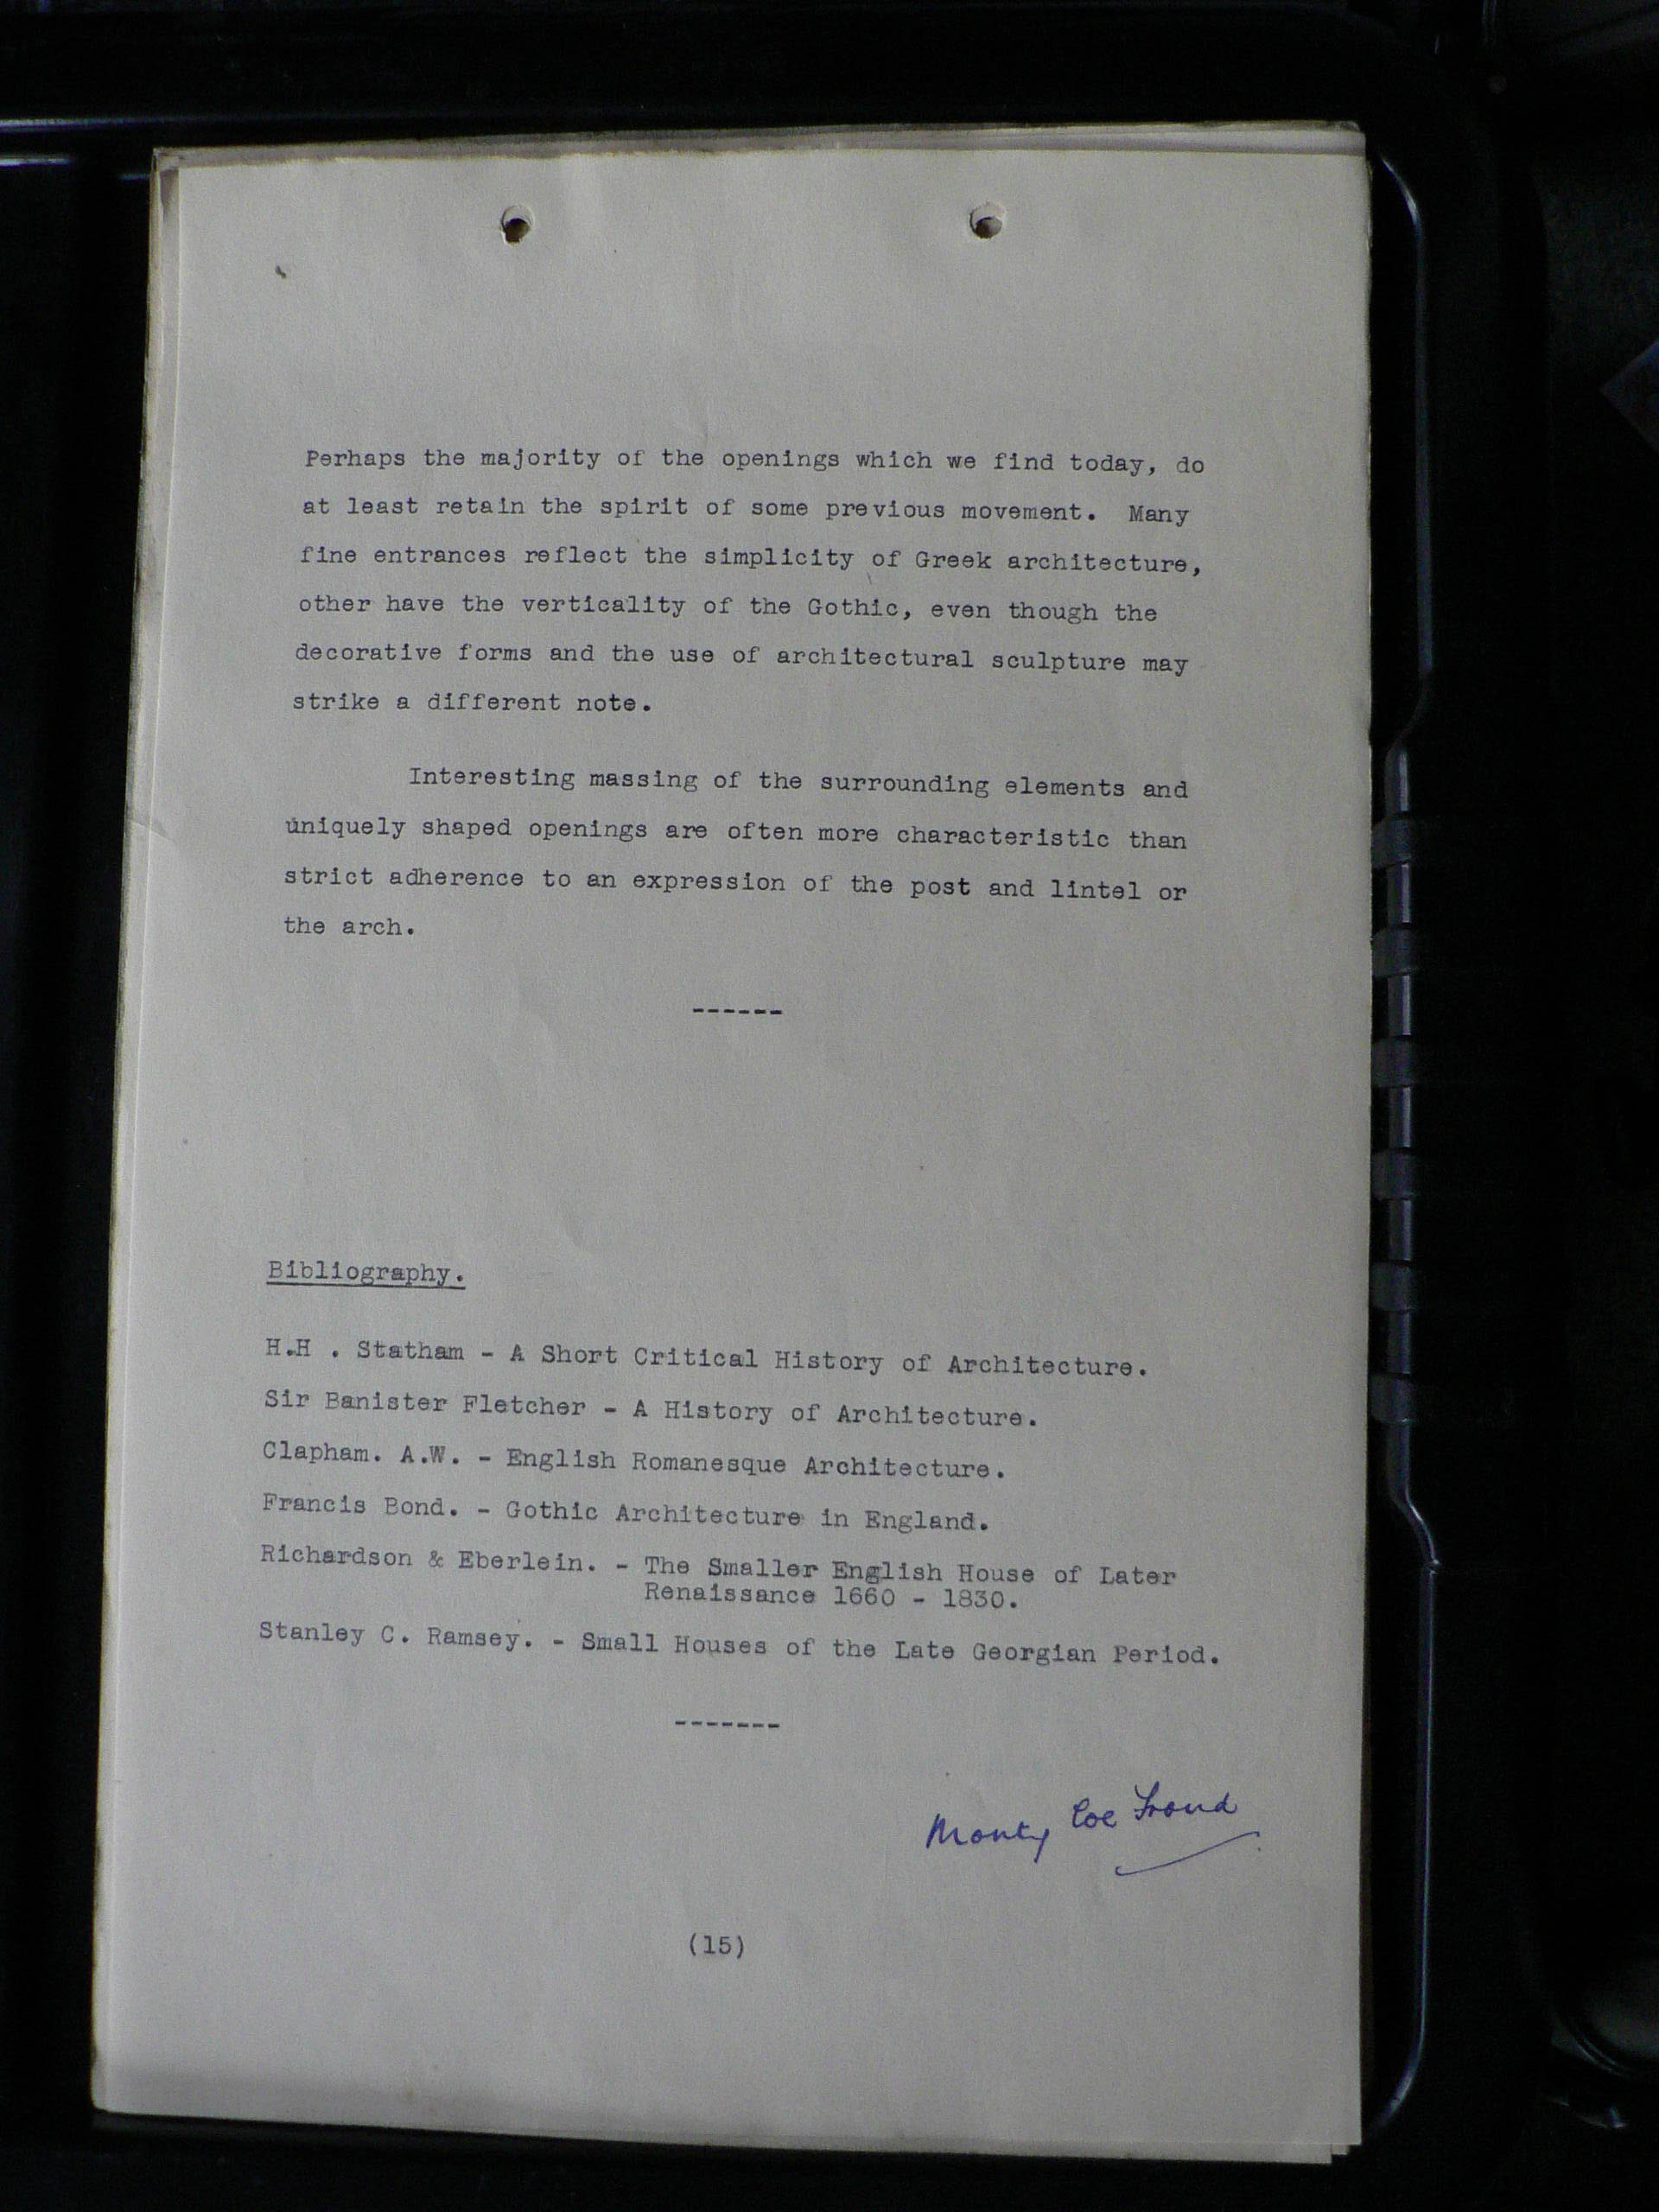 Perhaps the majority of the openings which we find today, do
at least retain the spirit of some previous movement.  Many
fine entrances reflect the simplicity of Greek architecture,
other have the verticality of the Gothic, even though the
decorative forms and the use of architectural sculpture may
strike a different note.
Interesting massing of the surrounding elements and
uniquely shaped openings are often more characteristic than
strict adherence to an expression of the post and lintel or
the arch.
------
Bibliography.
H.H . Statham - A Short Critical History of Architecture.
Sir Banister Fletcher - A History of Architecture.
Clapham. A.W. - English Romanesque Architecture.
Francis Bond. - Gothic Architecture in England.
Richardson & Eberlein. - The Smaller English House of Later
Renaissance 1660 - 1830.
Stanley C. Ramsey. - Small Houses of the Late Georgian Period.
-------
Monty Coe
(15)